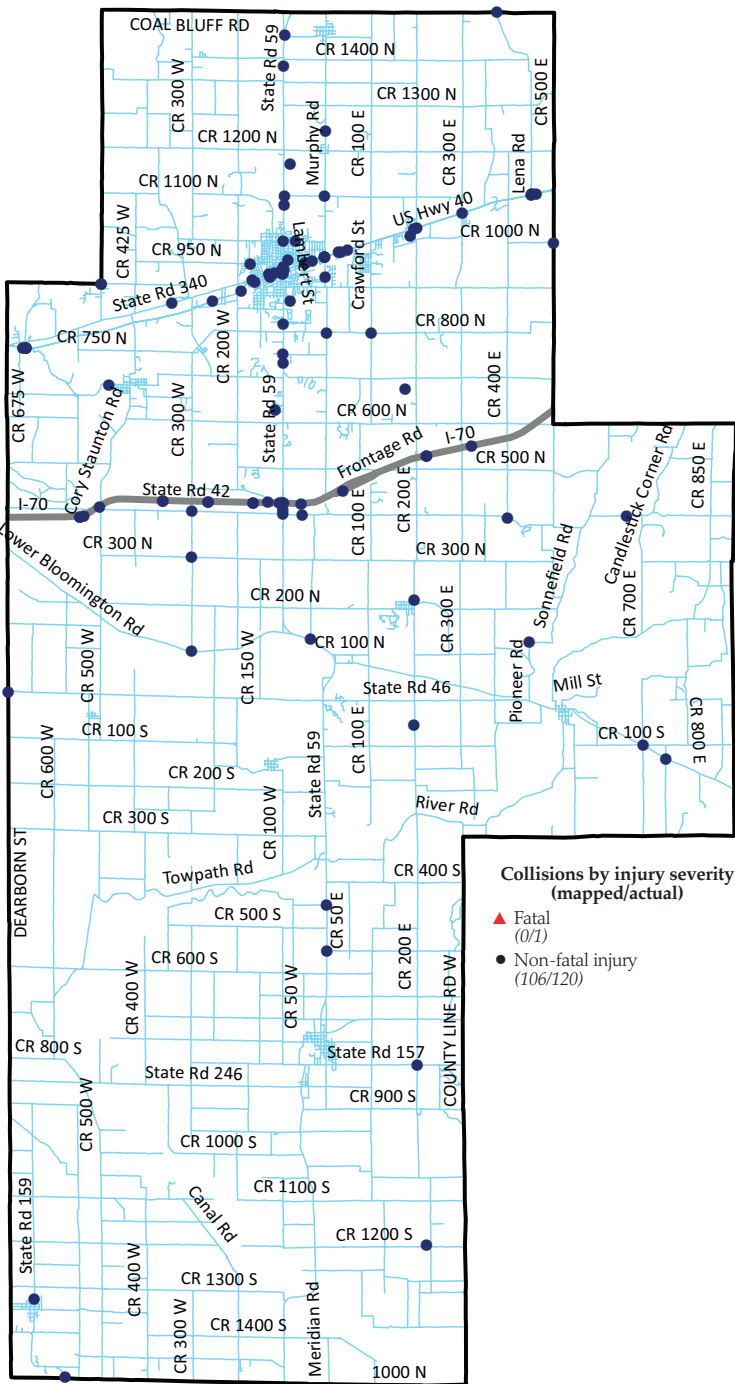 COAL BLUFF RD
State Rd 59
CR 1400 N
CR 300 W
CR 500 E
CR 1300 N
Murphy Rd
CR 1200 N
CR 100 E
CR 300 E
Lena Rd
CR 1100 N
US Hwy 40
CR 425 W
CR 1000 N
Lambert St
Crawford St
CR 950 N
State Rd 340
CR 200 W
CR 800 N
CR 750 N
CR 675 W
CR 400 E
Cory Staunton Rd
CR 300 W
State Rd 59
CR 600 N
Frontage Rd
I-70
CR 500 N
Candlestick Corner Rd
CR 850 E
State Rd 42
I-70
CR 100 E
CR 200 E
Lower Bloomington Rd
CR 300 N
CR 300 N
Sonnefield Rd
CR 200 N
CR 300 E
CR 700 E
CR 500 W
CR 150 W
CR 100 N
Pioneer Rd
State Rd 46
Mill St
CR 100 S
CR 100 E
CR 100 S
CR 800 E
CR 600 W
CR 200 S
State Rd 59
CR 100 W
River Rd
CR 300 S
DEARBORN ST
Towpath Rd
CR 400 S
Collisions by injury severity
(mapped/actual)
Fatal
(0/1)
Non-fatal injury
(106/120)
CR 500 S
CR 50 E
CR 200 E
CR 600 S
CR 400 W
CR 50 W
COUNTY LINE RD W
CR 800 S
State Rd 157
State Rd 246
CR 500 W
CR 900 S
CR 1000 S
CR 1100 S
State Rd 159
Canal Rd
CR 1200 S
CR 400 W
CR 1300 S
Meridian Rd
CR 300 W
CR 1400 S
1000 N